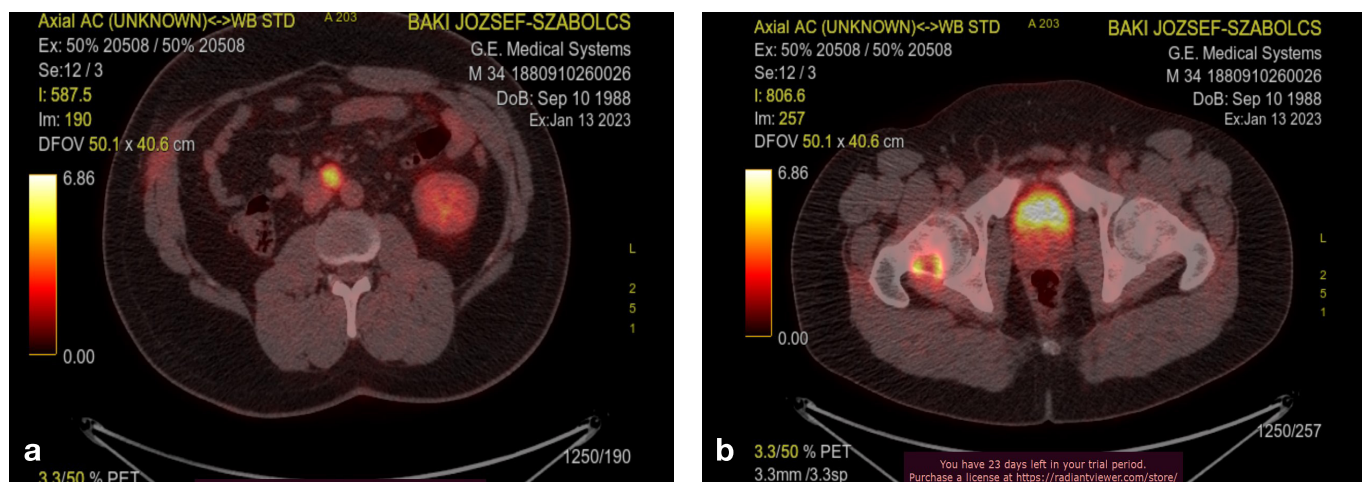 Axial AC (UNKNOWN)<->WB STD
A 203
BAKI JOZSEF-SZABOLCS
Ex: 50% 20508 / 50% 20508
G.E. Medical Systems
Se:12 / 3
M 34 1880910260026
I: 587.5
DoB: Sep 10 1988
Im: 190
Ex:Jan 13 2023
DFOV 50.1 x 40.6 cm
6.86
L
2
5
1
0.00
a
1250/190
3.3/50 % PET
Axial AC (UNKNOWN)<->WB STD
A 203
BAKI JOZSEF-SZABOLCS
Ex: 50% 20508 / 50% 20508
G.E. Medical Systems
Se:12 / 3
M 34 1880910260026
I: 806.6
DoB: Sep 10 1988
Im: 257
Ex:Jan 13 2023
DFOV 50.1 x 40.6 cm
6.86
L
2
5
1
0.00
b
1250/257
3.3/50 % PET
3.3mm /3.3sp
You have 23 days left in your trial period.
Purchase a license at https://radiantviewer.com/store/